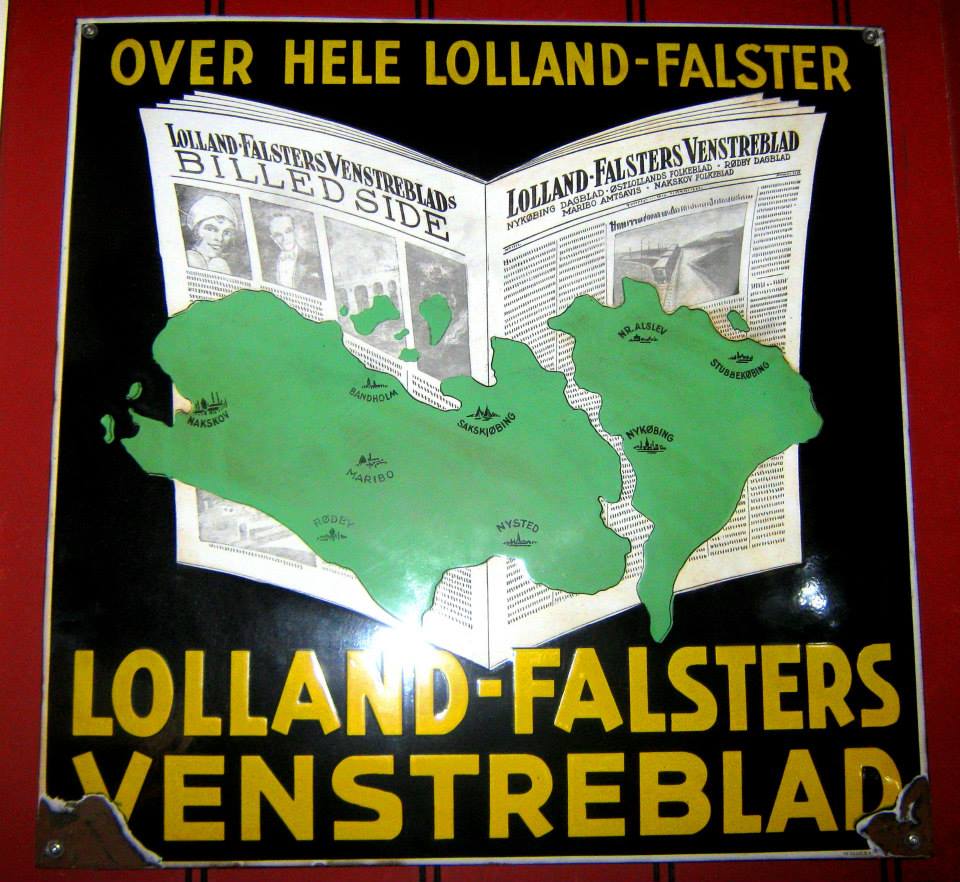 OVER HELE LOLLAND-FALSTER
LOLLAND-FALSTERS VENSTREBLADS
BILLEDSIDE
LOLLAND-FALSTERS VENSTREBLAD
NYKØBING DAGBLAD · ØSTLOLLANDS FOLKEBLAD · RØDBY DAGBLAD
MARIBO AMTSAVIS · NAKSKOV FOLKEBLAD
NR. ALSLEV
STUBBEKØBING
BANDHOLM
NAKSKOV
SAKSKJØBING
NYKØBING
MARIBO
RØDBY
NYSTED
LOLLAND-FALSTERS
VENSTREBLAD